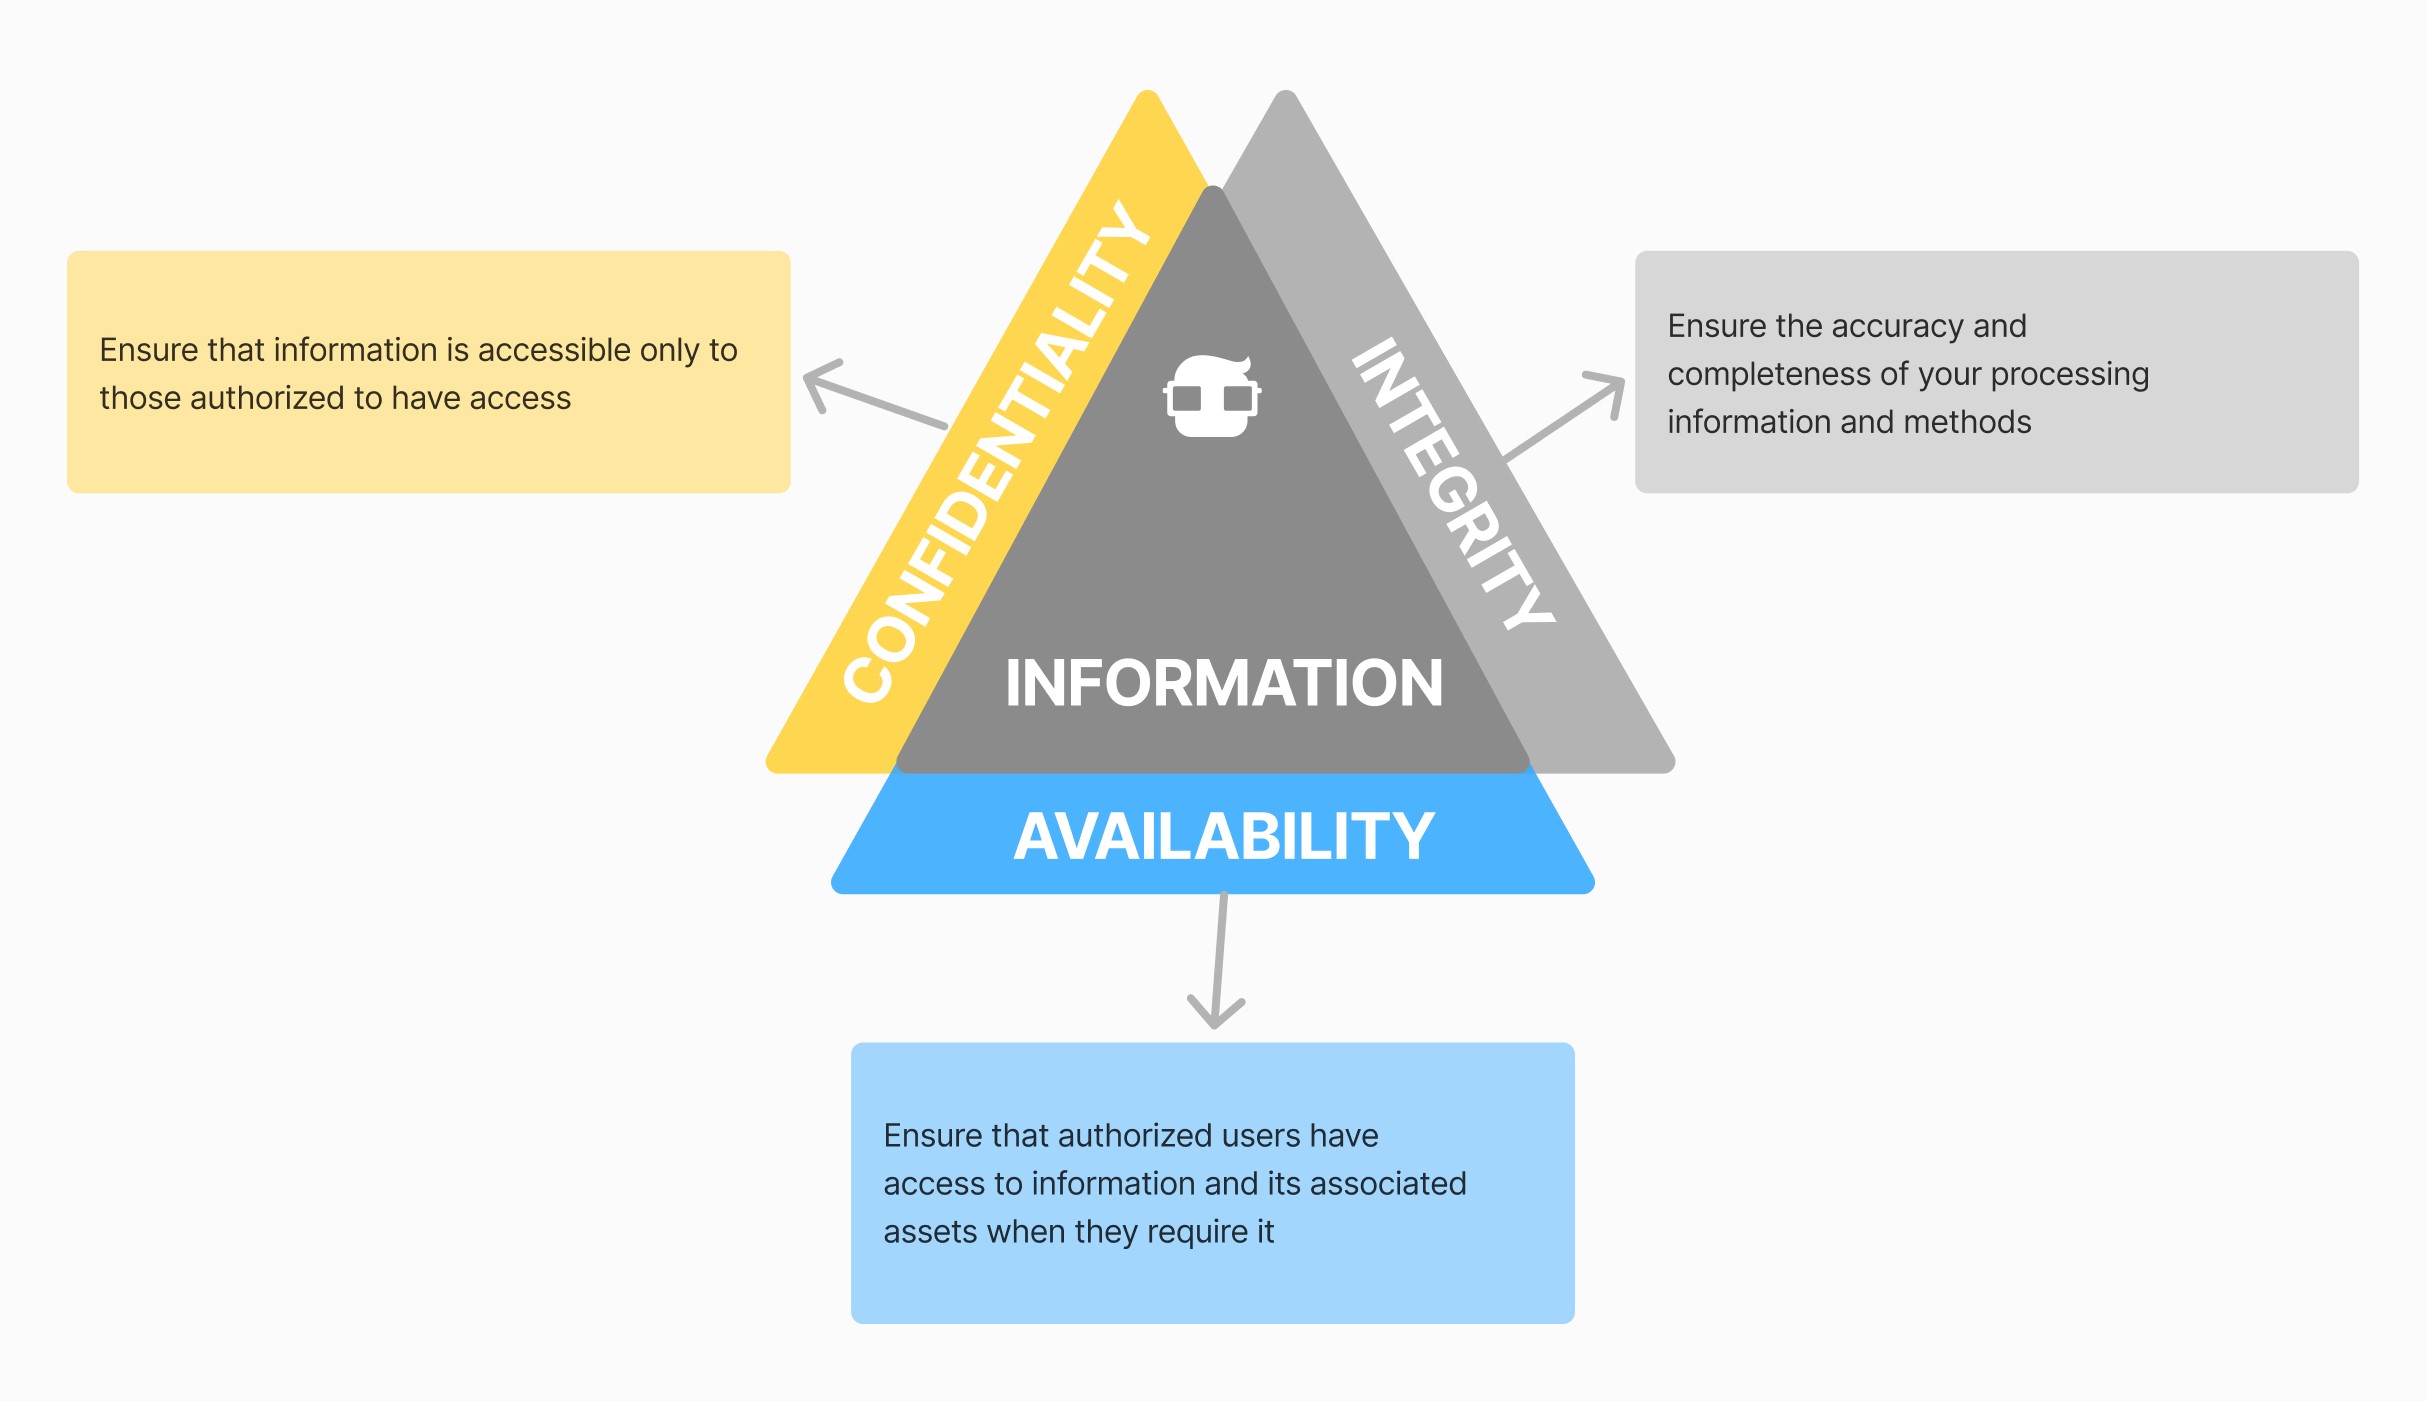 CONFIDENTIALITY
Ensure that information is accessible only to
those authorized to have access
INTEGRITY
Ensure the accuracy and
completeness of your processing
information and methods
INFORMATION
AVAILABILITY
Ensure that authorized users have
access to information and its associated
assets when they require it